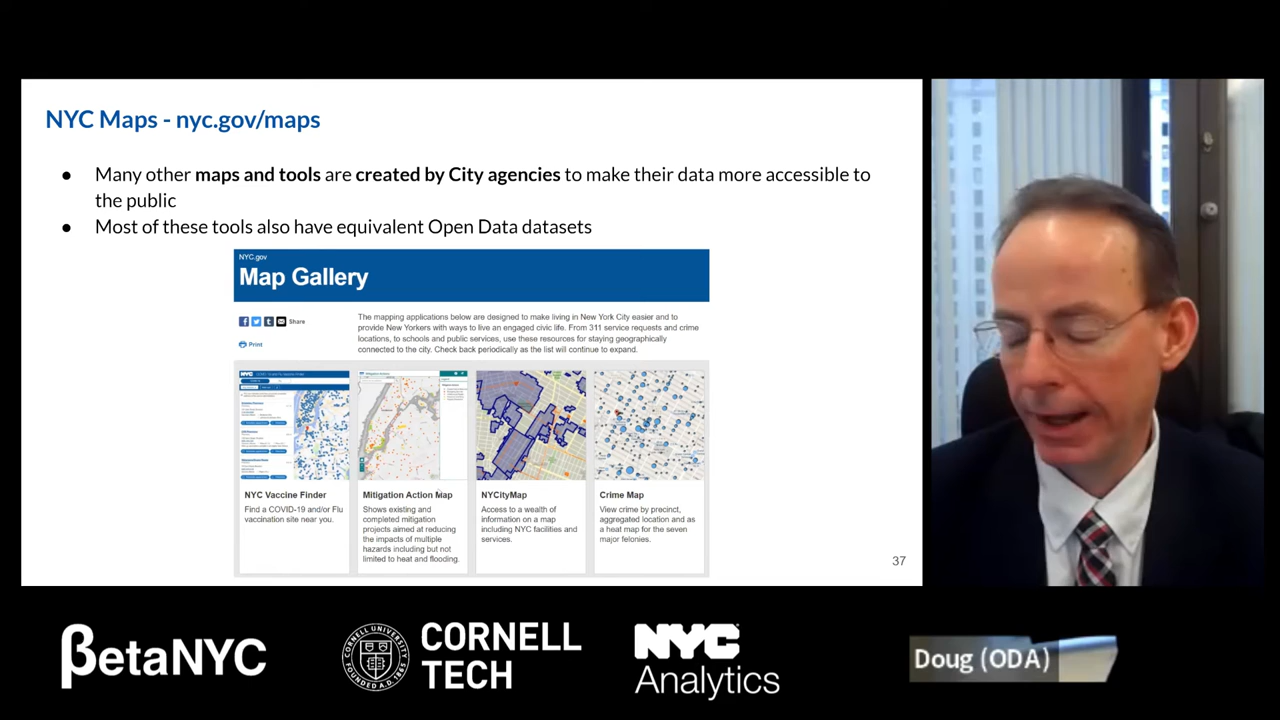 NYC Maps - nyc.gov/maps
● Many other maps and tools are created by City agencies to make their data more accessible to
the public
● Most of these tools also have equivalent Open Data datasets
NYC.gov
Map Gallery
Share
Print
The mapping applications below are designed to make living in New York City easier and to
provide New Yorkers with ways to live an engaged civic life. From 311 service requests and crime
locations, to schools and public services, use these resources for staying geographically
connected to the city. Check back periodically as the list will continue to expand.
NYC Vaccine Finder
Find a COVID-19 and/or Flu
vaccination site near you.
Mitigation Action Map
Shows existing and
completed mitigation
projects aimed at reducing
the impacts of multiple
hazards including but not
limited to heat and flooding.
NYCityMap
Access to a wealth of
information on a map
including NYC facilities and
services.
Crime Map
View crime by precinct,
aggregated location and as
a heat map for the seven
major felonies.
37
βetaNYC
CORNELL UNIVERSITY
FOUNDED A.D. 1865
CORNELL
TECH
NYC
Analytics
Doug (ODA)